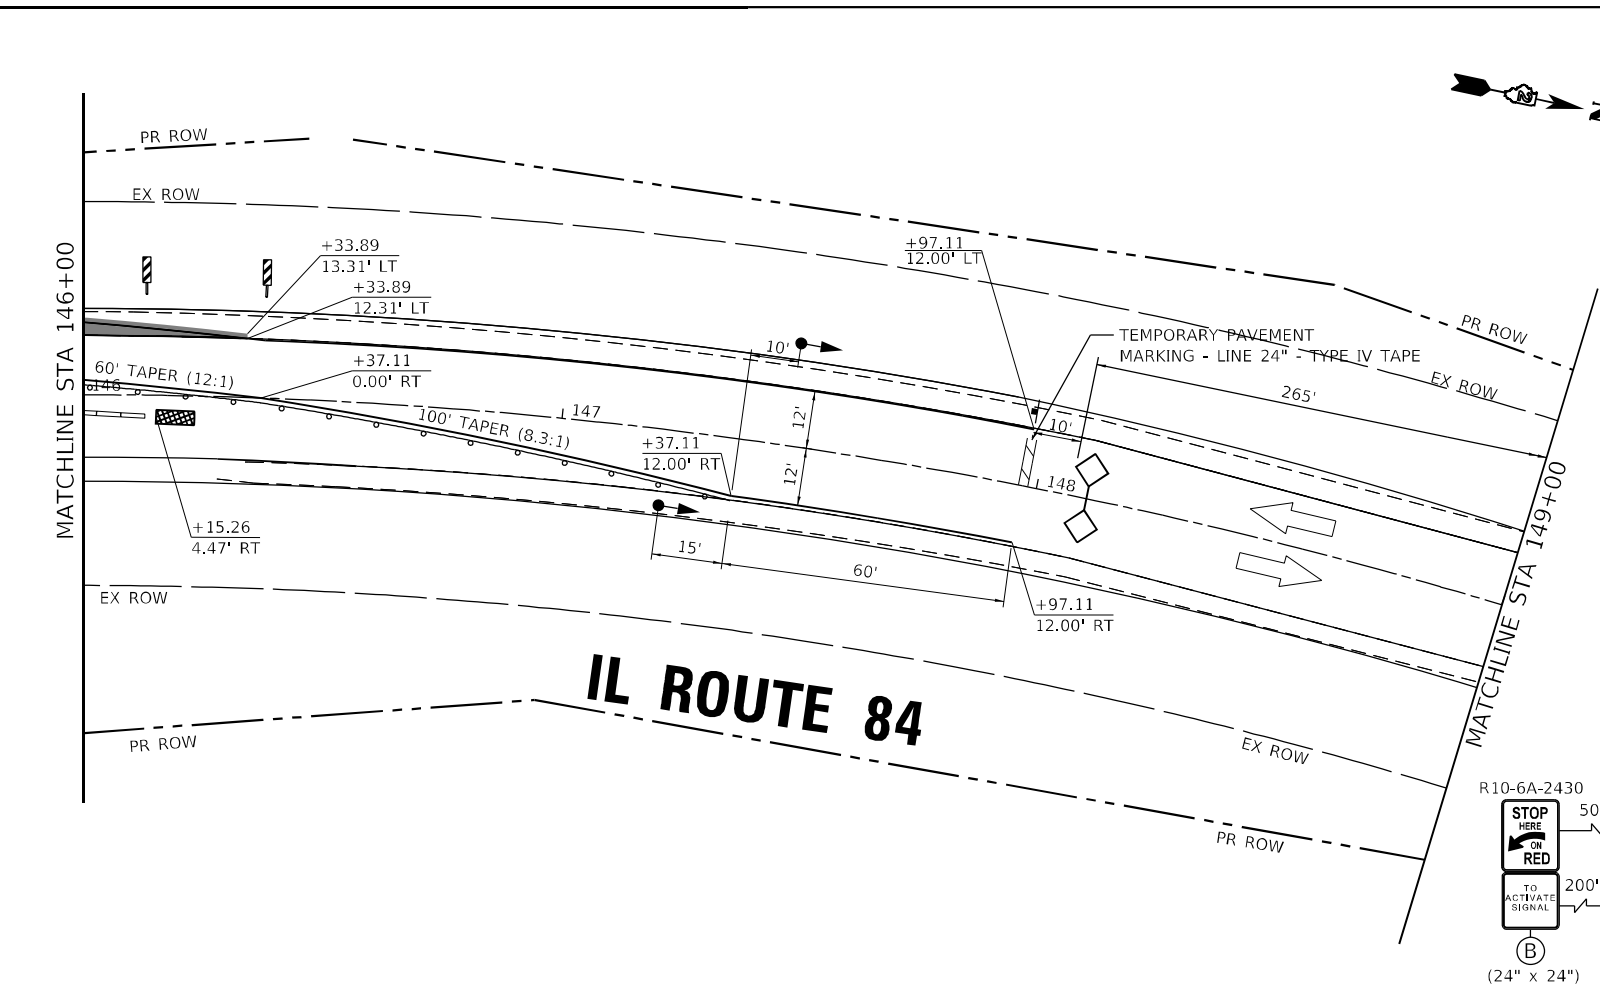 2
PR ROW
EX ROW
MATCHLINE STA 146+00
+33.89
13.31' LT
+33.89
12.31' LT
+37.11
0.00' RT
60' TAPER (12:1)
146
100' TAPER (8.3:1)
147
+97.11
12.00' LT
10'
TEMPORARY PAVEMENT
MARKING - LINE 24" - TYPE IV TAPE
PR ROW
EX ROW
265'
12'
12'
10'
+37.11
12.00' RT
148
+15.26
4.47' RT
15'
60'
+97.11
12.00' RT
MATCHLINE STA 149+00
EX ROW
IL ROUTE 84
PR ROW
EX ROW
PR ROW
R10-6A-2430
STOP
HERE
ON
RED
50
TO
ACTIVATE
SIGNAL
200'
B
(24" x 24")